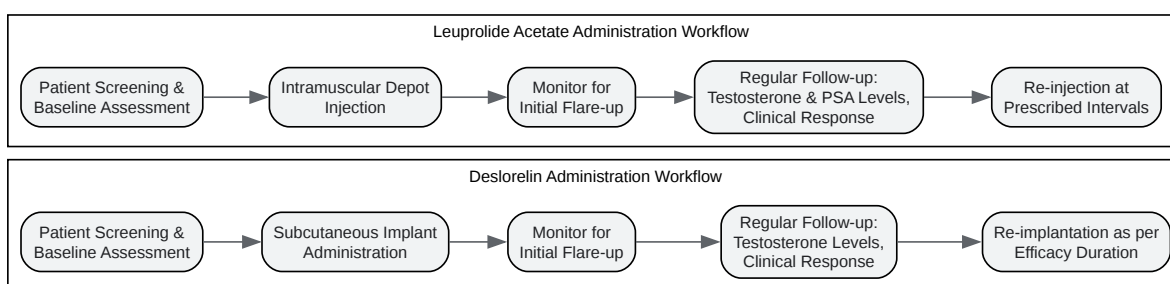 Leuprolide Acetate Administration Workflow
Patient Screening &
Baseline Assessment
Intramuscular Depot
Injection
Monitor for
Initial Flare-up
Regular Follow-up:
Testosterone & PSA Levels,
Clinical Response
Re-injection at
Prescribed Intervals
Deslorelin Administration Workflow
Patient Screening &
Baseline Assessment
Subcutaneous Implant
Administration
Monitor for
Initial Flare-up
Regular Follow-up:
Testosterone Levels,
Clinical Response
Re-implantation as per
Efficacy Duration